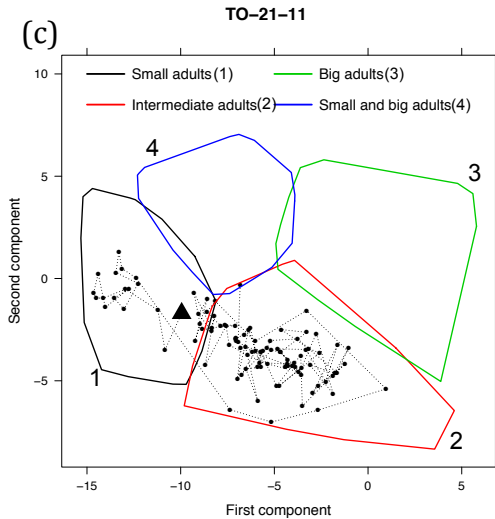 TO−21−11
(c)
Small adults(1)
Big adults(3)
Intermediate adults(2)
Small and big adults(4)
4
3
1
2
10
5
0
−5
Second component
−15
−10
−5
0
5
First component